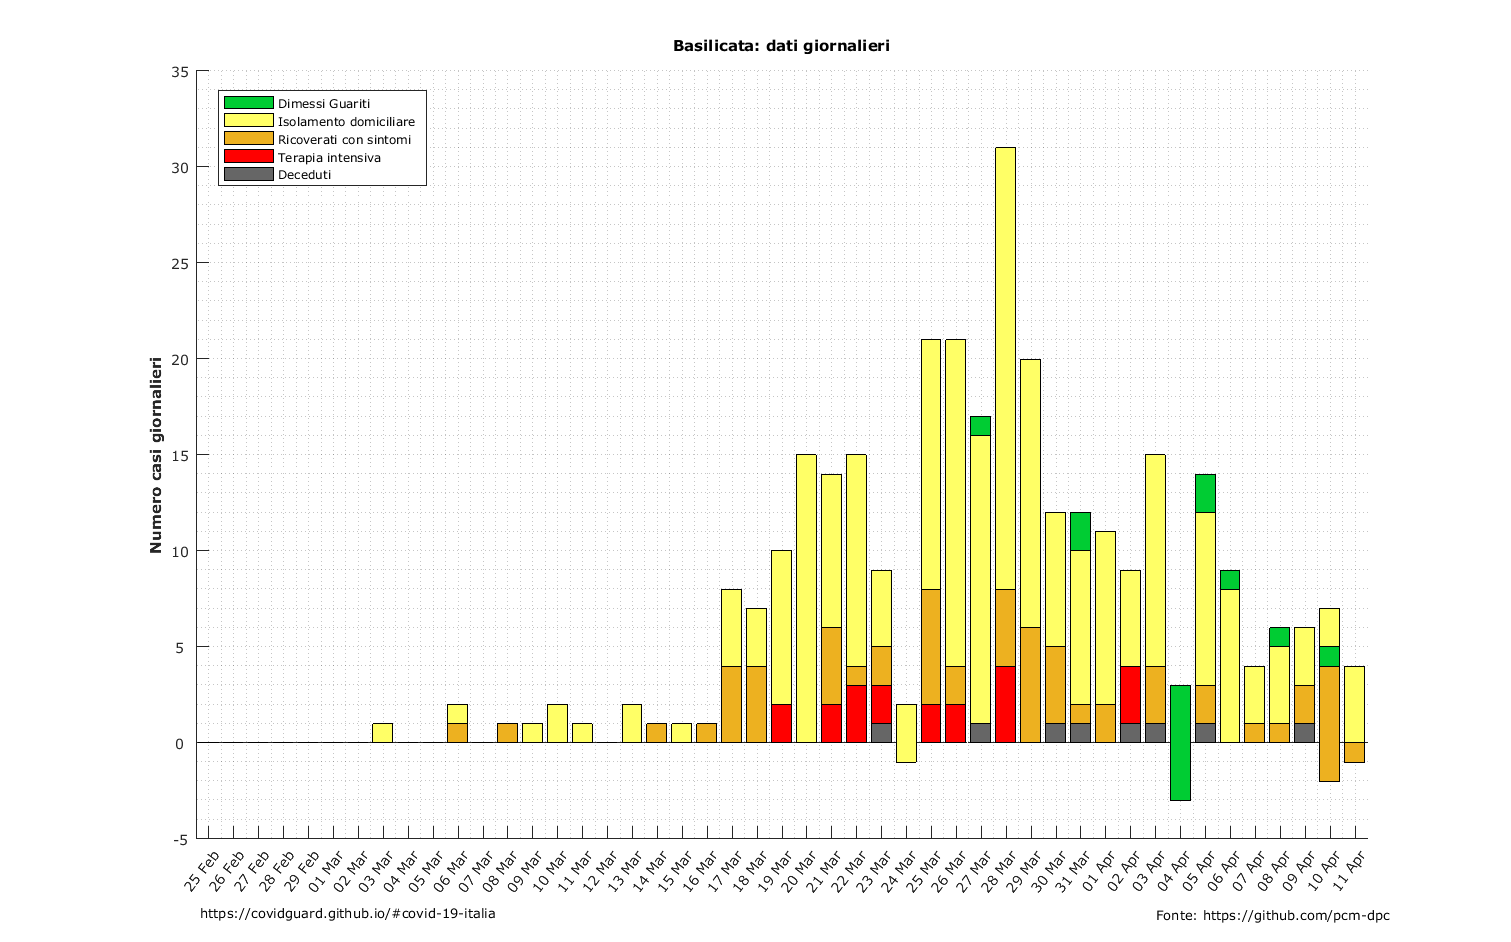 Basilicata: dati giornalieri
35
30
25
20
15
10
5
0
-5
Numero casi giornalieri
Dimessi Guariti
Isolamento domiciliare
Ricoverati con sintomi
Terapia intensiva
Deceduti
25 Feb
26 Feb
27 Feb
28 Feb
29 Feb
01 Mar
02 Mar
03 Mar
04 Mar
05 Mar
06 Mar
07 Mar
08 Mar
09 Mar
10 Mar
11 Mar
12 Mar
13 Mar
14 Mar
15 Mar
16 Mar
17 Mar
18 Mar
19 Mar
20 Mar
21 Mar
22 Mar
23 Mar
24 Mar
25 Mar
26 Mar
27 Mar
28 Mar
29 Mar
30 Mar
31 Mar
01 Apr
02 Apr
03 Apr
04 Apr
05 Apr
06 Apr
07 Apr
08 Apr
09 Apr
10 Apr
11 Apr
https://covidguard.github.io/#covid-19-italia
Fonte: https://github.com/pcm-dpc